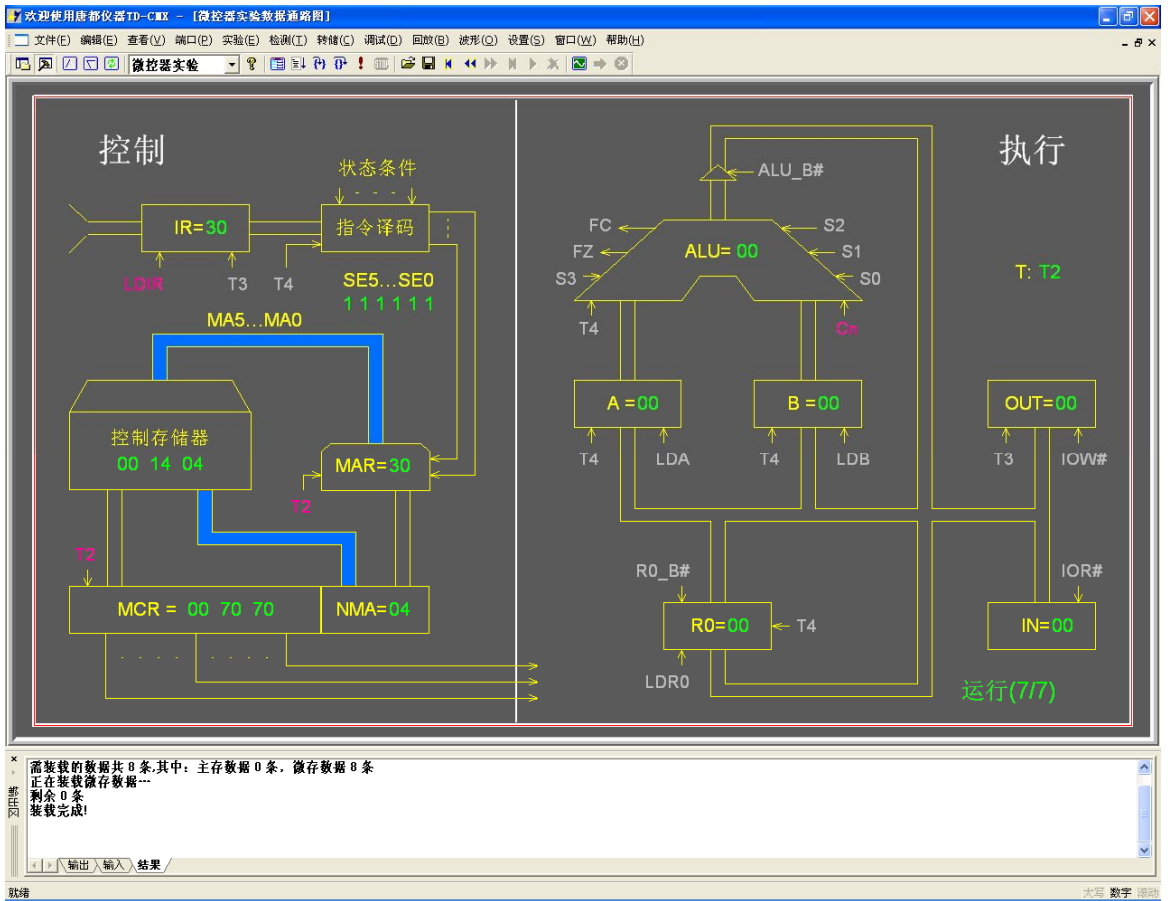 欢迎使用唐都仪器TD-CMX - [微控器实验数据通路图]
文件(F) 编辑(E) 查看(V) 端口(P) 实验(E) 检测(T) 转储(C) 调试(D) 回放(B) 波形(O) 设置(S) 窗口(W) 帮助(H)
微控器实验
控制
执行
状态条件
ALU_B#
IR=30
指令译码
FC
S2
FZ
ALU= 00
S1
S3
S0
T: T2
LDIR
T3
T4
SE5...SE0
1 1 1 1 1 1
MA5...MA0
T4
Cn
A =00
B =00
OUT=00
控制存储器
00 14 04
MAR=30
T4
LDA
T4
LDB
T3
IOW#
T2
T2
R0_B#
IOR#
MCR = 00 70 70
NMA=04
R0=00
T4
IN=00
LDR0
运行(7/7)
需装载的数据共 8 条,其中：主存数据 0 条，微存数据 8 条
正在装载微存数据…
剩余 0 条
装载完成!
输出区
输出
输入
结果
就绪
大写 数字 滚动